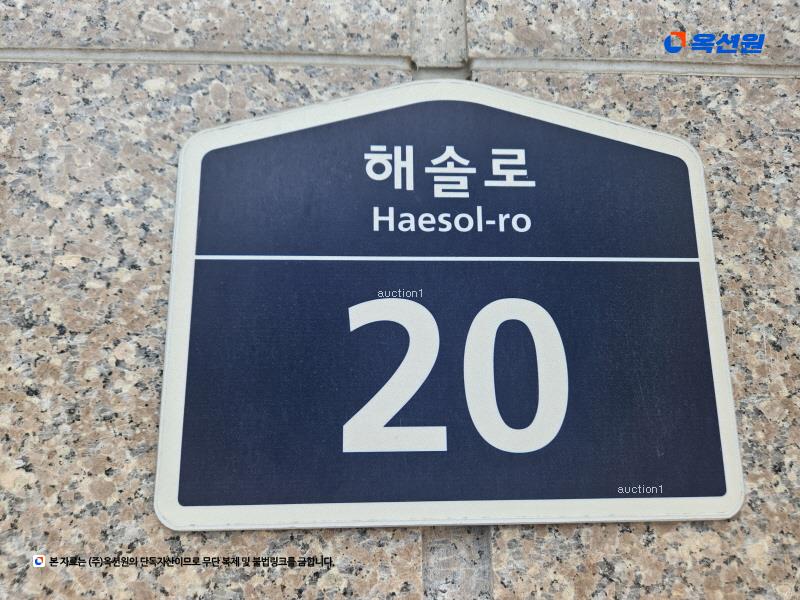 옥션원
해솔로
Haesol-ro
auction1
20
auction1
본 자료는 (주)옥션원의 단독자산이므로 무단 복제 및 불법링크를 금합니다.